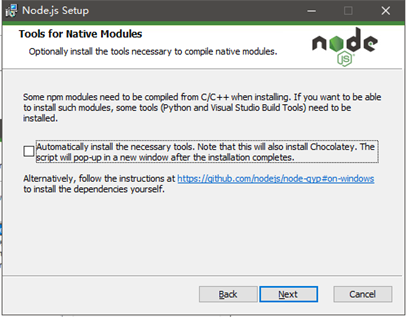 Node.js Setup
Tools for Native Modules
Optionally install the tools necessary to compile native modules.
node
JS
Some npm modules need to be compiled from C/C++ when installing. If you want to be able
to install such modules, some tools (Python and Visual Studio Build Tools) need to be
installed.
Automatically install the necessary tools. Note that this will also install Chocolatey. The
script will pop-up in a new window after the installation completes.
Alternatively, follow the instructions at https://github.com/nodejs/node-gyp#on-windows
to install the dependencies yourself.
Back Next Cancel